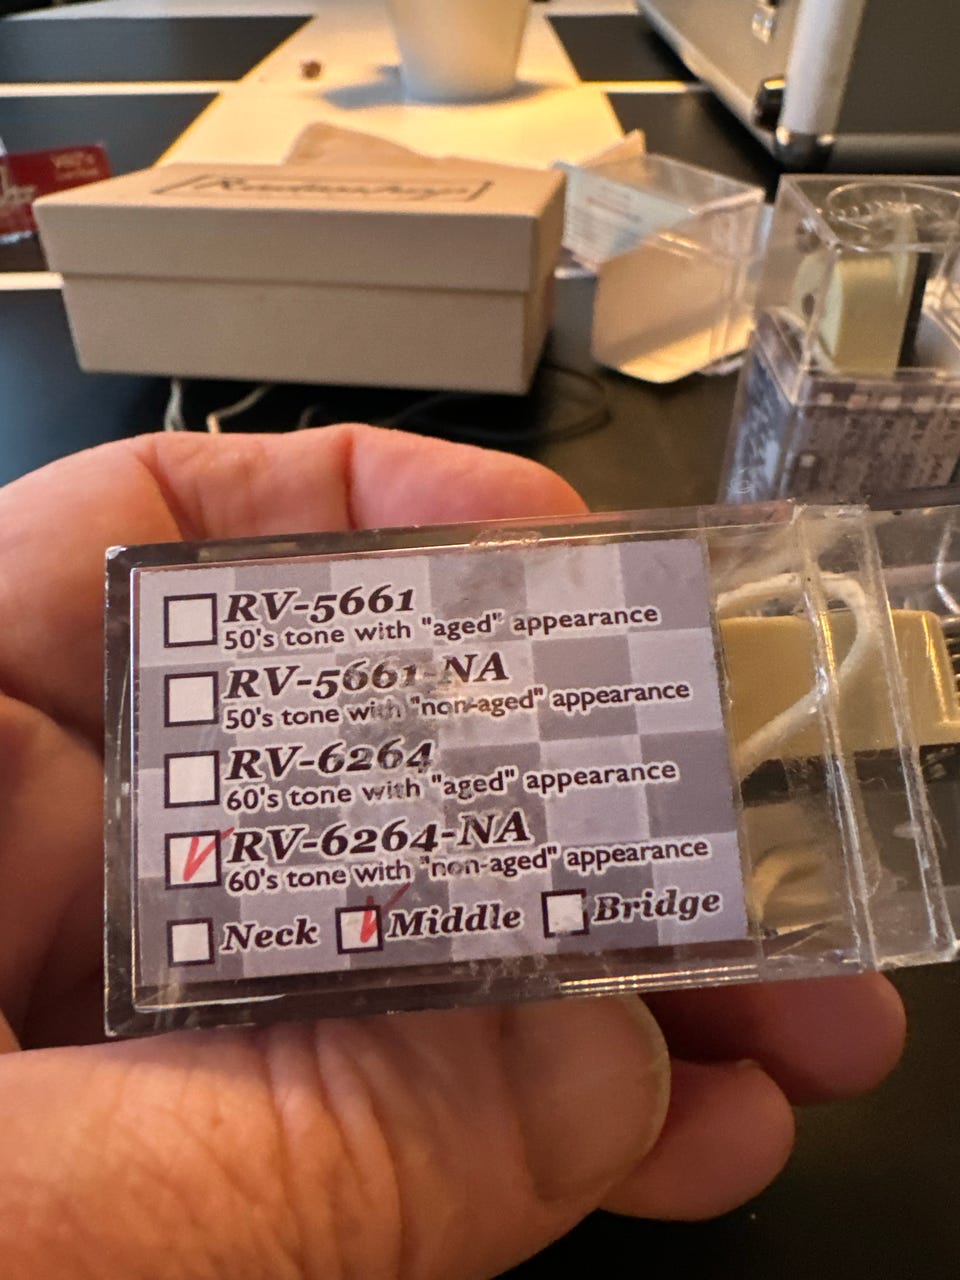 RV-5661
50's tone with "aged" appearance
RV-5661-NA
50's tone with "non-aged" appearance
RV-6264
60's tone with "aged" appearance
RV-6264-NA
60's tone with "non-aged" appearance
Neck Middle Bridge